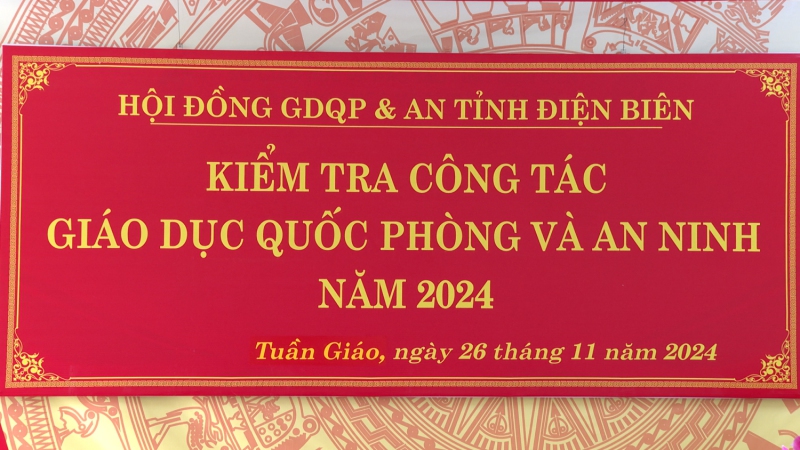 HỘI ĐỒNG GDQP & AN TỈNH ĐIỆN BIÊN
KIỂM TRA CÔNG TÁC
GIÁO DỤC QUỐC PHÒNG VÀ AN NINH
NĂM 2024
Tuần Giáo, ngày 26 tháng 11 năm 2024